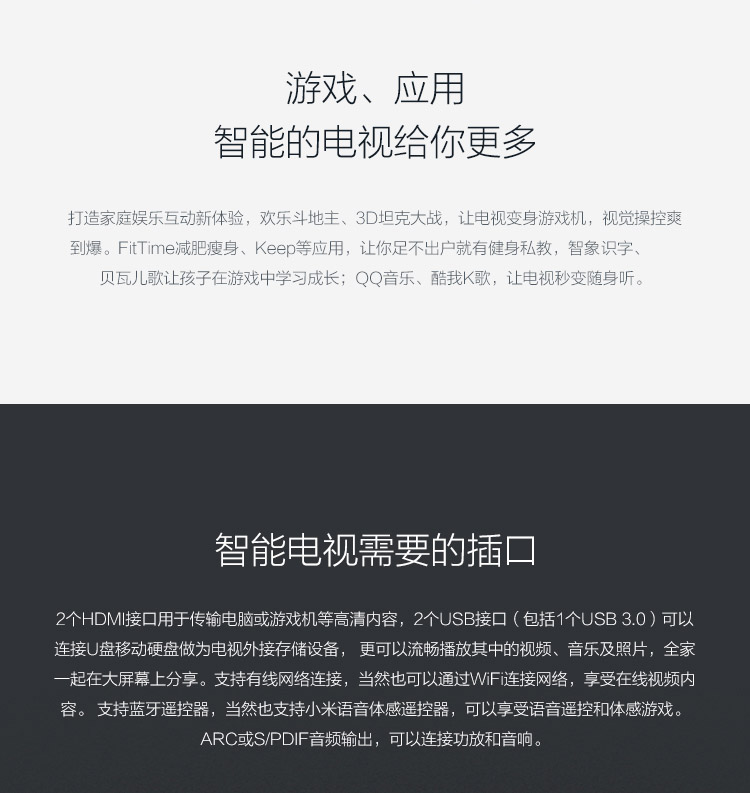 游戏、应用
智能的电视给你更多
打造家庭娱乐互动新体验，欢乐斗地主、3D坦克大战，让电视变身游戏机，视觉操控爽
到爆。FitTime减肥瘦身、Keep等应用，让你足不出户就有健身私教，智象识字、
贝瓦儿歌让孩子在游戏中学习成长；QQ音乐、酷我K歌，让电视秒变随身听。
智能电视需要的插口
2个HDMI接口用于传输电脑或游戏机等高清内容，2个USB接口（包括1个USB 3.0）可以
连接U盘移动硬盘做为电视外接存储设备， 更可以流畅播放其中的视频、音乐及照片，全家
一起在大屏幕上分享。支持有线网络连接，当然也可以通过WiFi连接网络，享受在线视频内
容。 支持蓝牙遥控器，当然也支持小米语音体感遥控器，可以享受语音遥控和体感游戏。
ARC或S/PDIF音频输出，可以连接功放和音响。